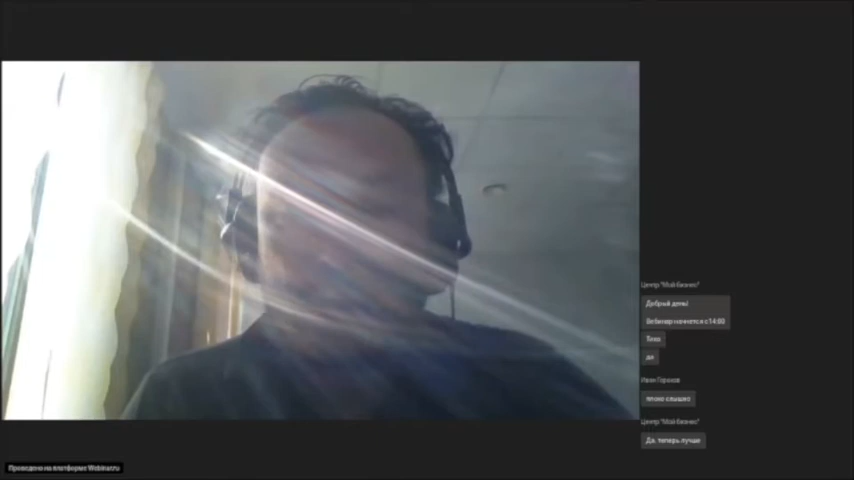 Центр "Мой бизнес"
Добрый день!
Вебинар начнется с 14:00
Тихо
да
Иван Горохов
плохо слышно
Центр "Мой бизнес"
Да, теперь лучше
Проведено на платформе Webinar.ru